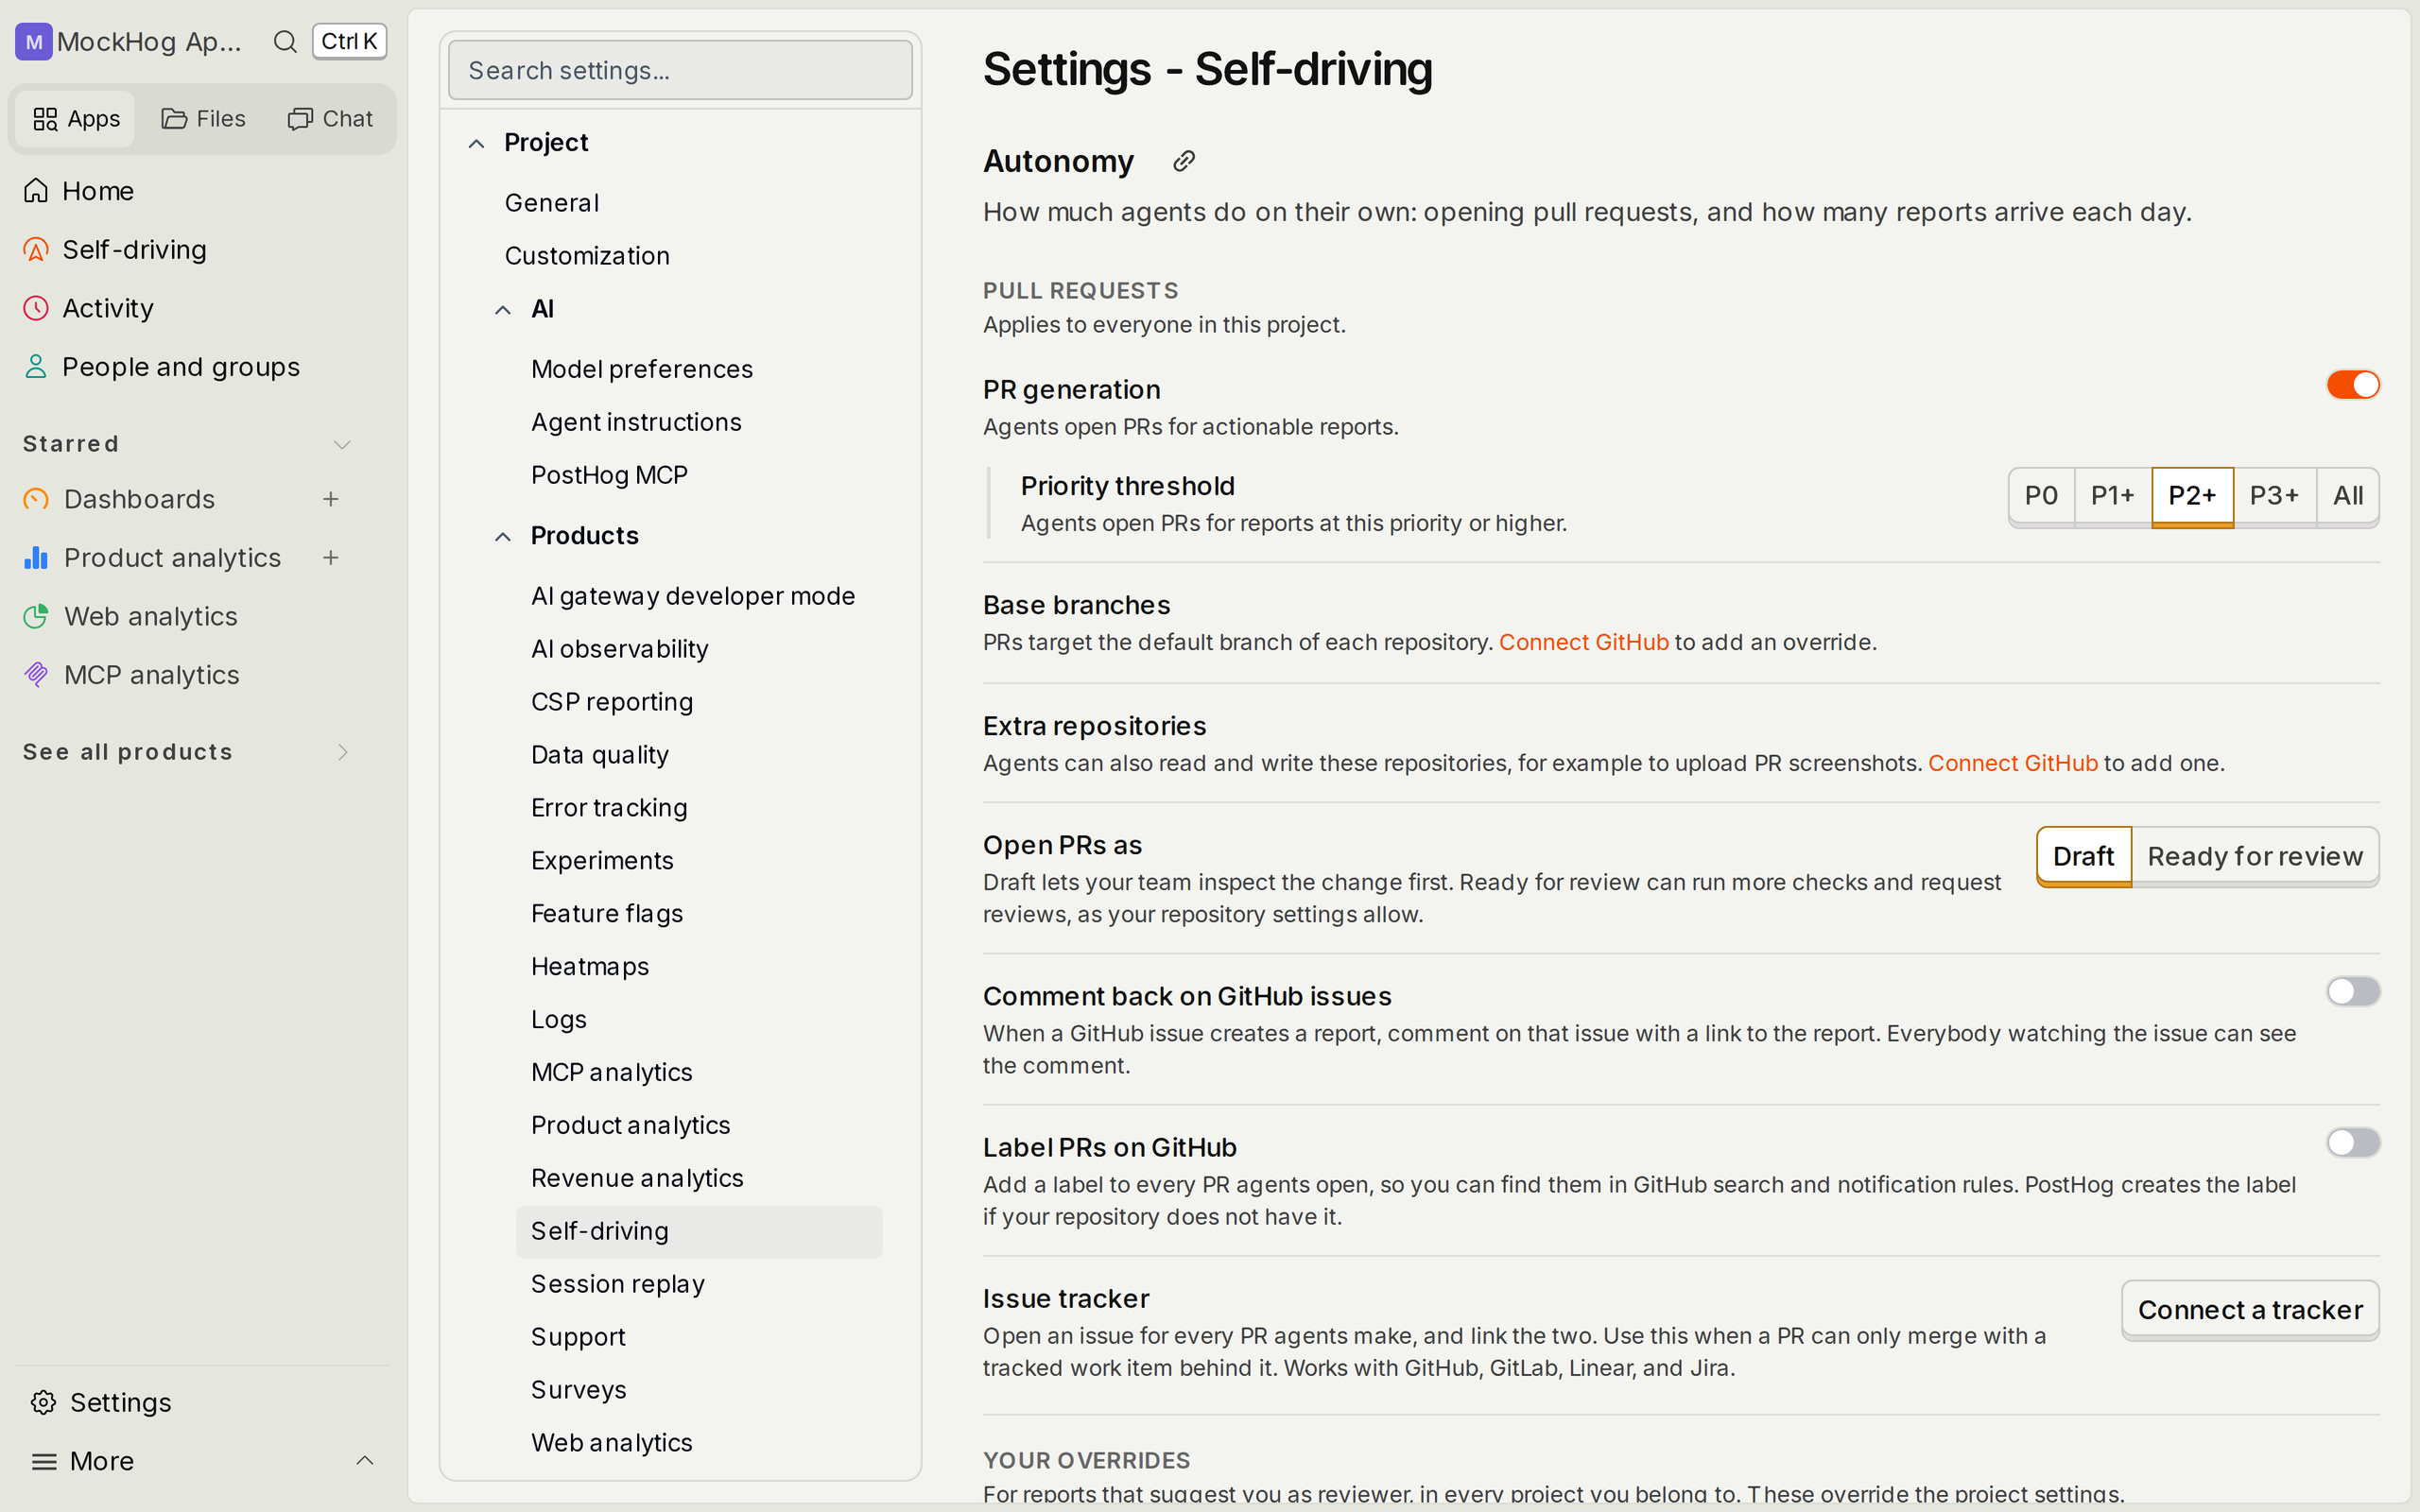 M MockHog Ap... Ctrl K
Apps Files Chat
Home
Self-driving
Activity
People and groups
Starred
Dashboards
Product analytics
Web analytics
MCP analytics
See all products
Settings
More
Search settings...
Project
General
Customization
AI
Model preferences
Agent instructions
PostHog MCP
Products
AI gateway developer mode
AI observability
CSP reporting
Data quality
Error tracking
Experiments
Feature flags
Heatmaps
Logs
MCP analytics
Product analytics
Revenue analytics
Self-driving
Session replay
Support
Surveys
Web analytics
Settings - Self-driving
Autonomy
How much agents do on their own: opening pull requests, and how many reports arrive each day.
PULL REQUESTS
Applies to everyone in this project.
PR generation
Agents open PRs for actionable reports.
Priority threshold
Agents open PRs for reports at this priority or higher.
P0 P1+ P2+ P3+ All
Base branches
PRs target the default branch of each repository. Connect GitHub to add an override.
Extra repositories
Agents can also read and write these repositories, for example to upload PR screenshots. Connect GitHub to add one.
Open PRs as
Draft lets your team inspect the change first. Ready for review can run more checks and request
reviews, as your repository settings allow.
Draft Ready for review
Comment back on GitHub issues
When a GitHub issue creates a report, comment on that issue with a link to the report. Everybody watching the issue can see
the comment.
Label PRs on GitHub
Add a label to every PR agents open, so you can find them in GitHub search and notification rules. PostHog creates the label
if your repository does not have it.
Issue tracker
Open an issue for every PR agents make, and link the two. Use this when a PR can only merge with a
tracked work item behind it. Works with GitHub, GitLab, Linear, and Jira.
Connect a tracker
YOUR OVERRIDES
For reports that suggest you as reviewer, in every project you belong to. These override the project settings.